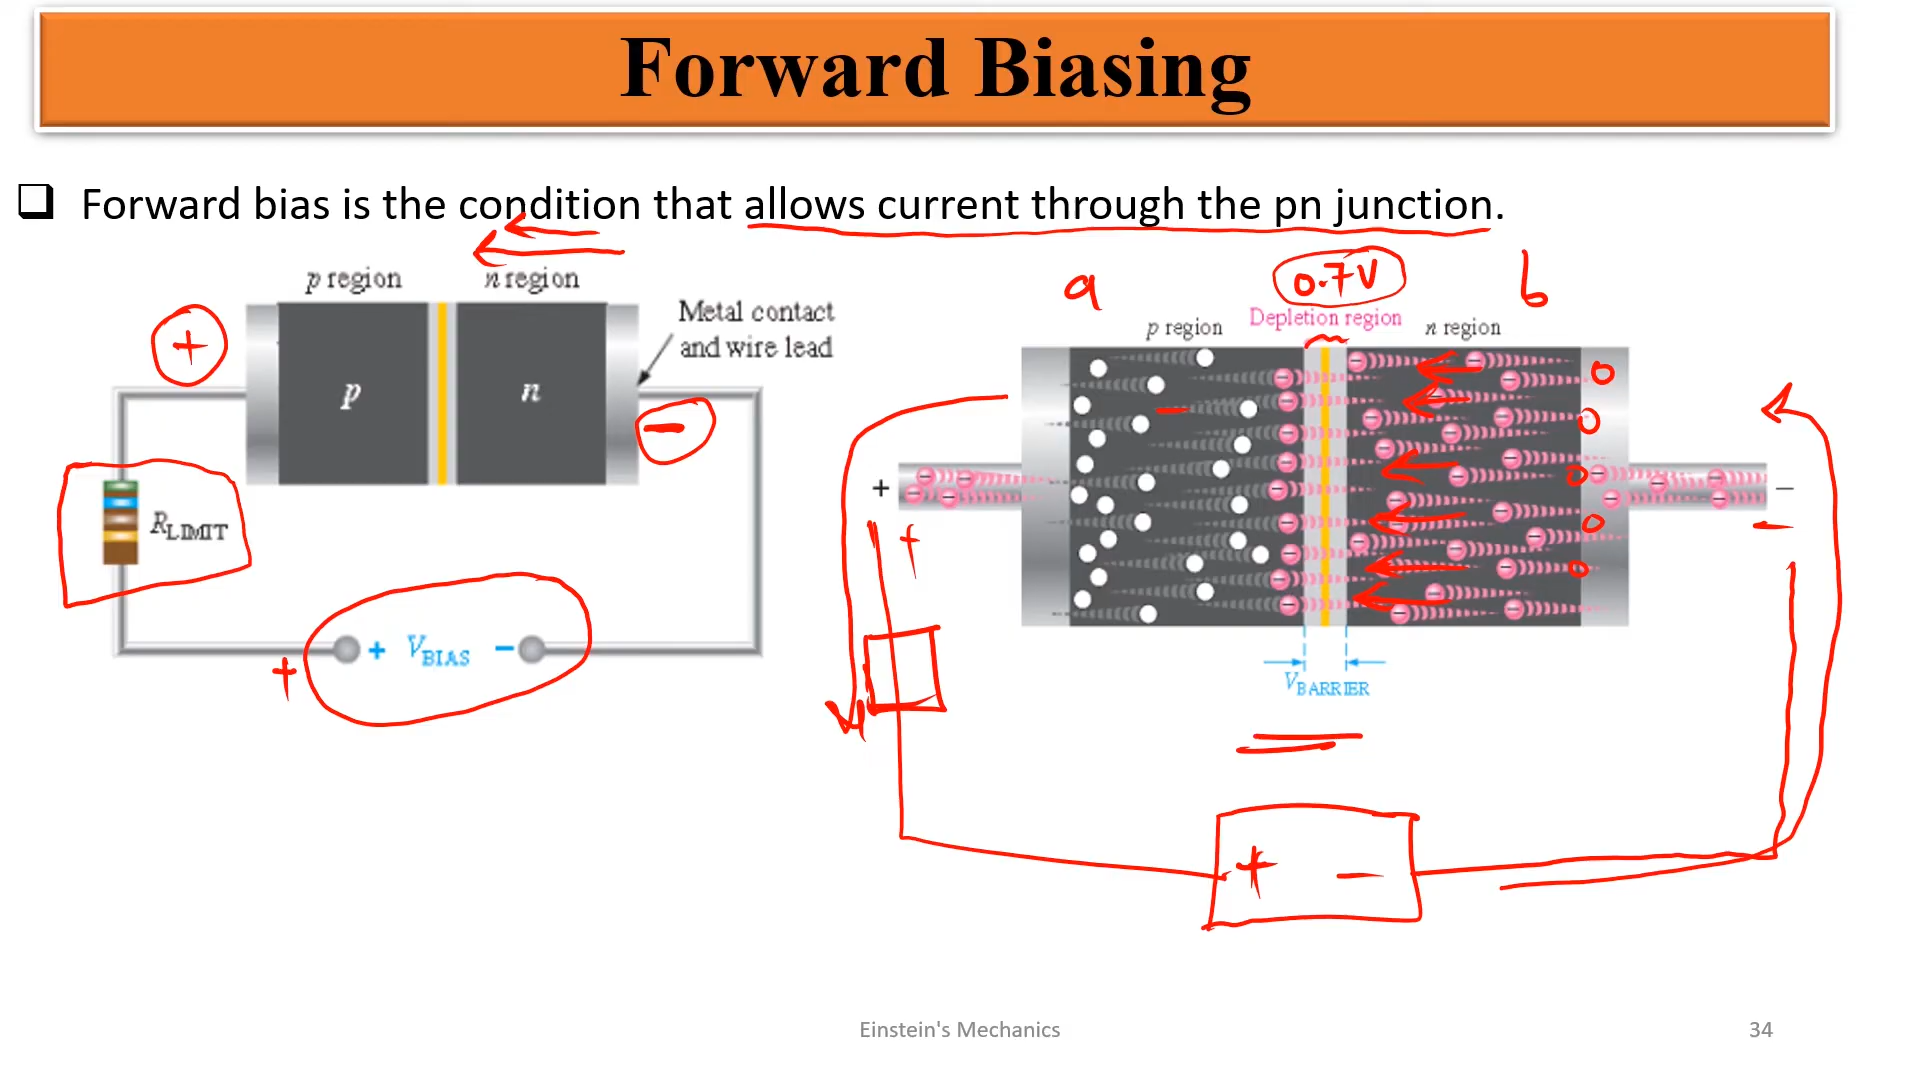 Forward Biasing
❑ Forward bias is the condition that allows current through the pn junction.
p region
n region
Metal contact
and wire lead
+
p
n
−
R LIMIT
+
+ V BIAS −
a
0.7V
b
Depletion region
p region
n region
+
−
+
−
V BARRIER
+ −
Einstein's Mechanics
34